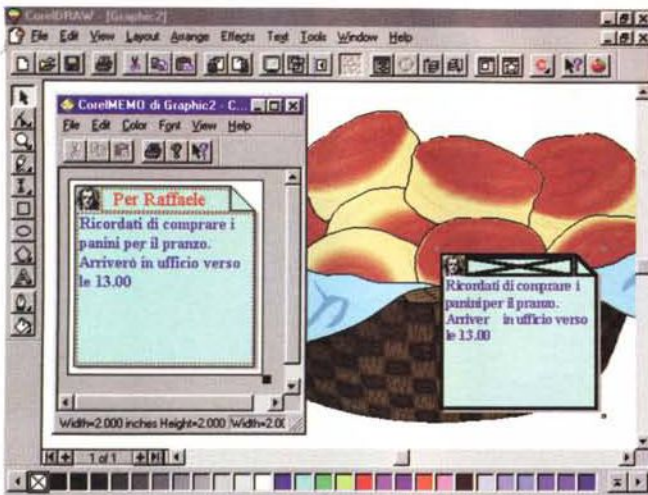 CorelDRAW - [Graphic2]
File Edit View Layout Arrange Effects Text Tools Window Help
CorelMEMO di Graphic2 - C...
File Edit Color Font View Help
Per Raffaele
Ricordati di comprare i
panini per il pranzo.
Arriverò in ufficio verso
le 13.00
Ricordati di comprare i
panini per il pranzo.
Arriver in ufficio verso
le 13.00
Width=2.000 inches Height=2.000 Width=2.00
1 of 1